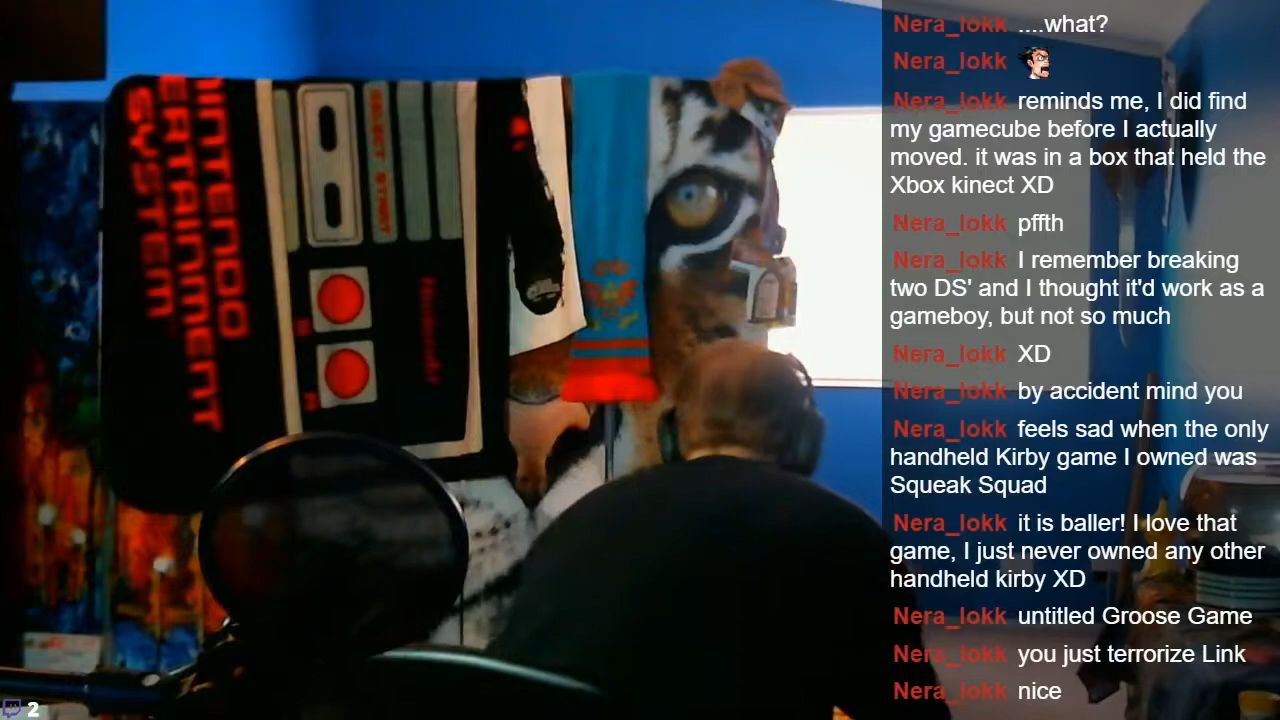 Nera_lokk ....what?
Nera_lokk
Nera_lokk reminds me, I did find
my gamecube before I actually
moved. it was in a box that held the
Xbox kinect XD
Nera_lokk pffth
Nera_lokk I remember breaking
two DS' and I thought it'd work as a
gameboy, but not so much
Nera_lokk XD
Nera_lokk by accident mind you
Nera_lokk feels sad when the only
handheld Kirby game I owned was
Squeak Squad
Nera_lokk it is baller! I love that
game, I just never owned any other
handheld kirby XD
Nera_lokk untitled Groose Game
Nera_lokk you just terrorize Link
Nera_lokk nice
NINTENDO
ERTAINMENT
SYSTEM
SELECT START
Nintendo
2